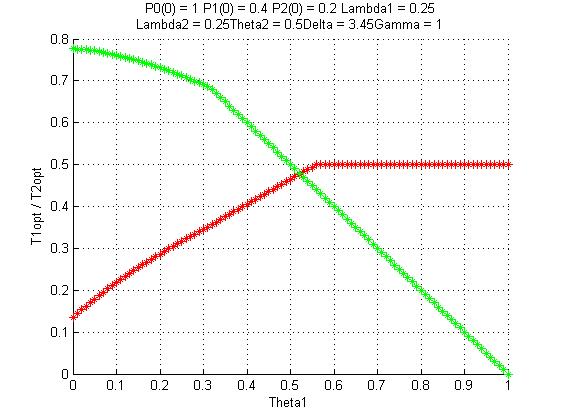 P0(0) = 1 P1(0) = 0.4 P2(0) = 0.2 Lambda1 = 0.25
Lambda2 = 0.25Theta2 = 0.5Delta = 3.45Gamma = 1
0.8
0.7
0.6
0.5
0.4
0.3
0.2
0.1
0
T1opt / T2opt
0 0.1 0.2 0.3 0.4 0.5 0.6 0.7 0.8 0.9 1
Theta1